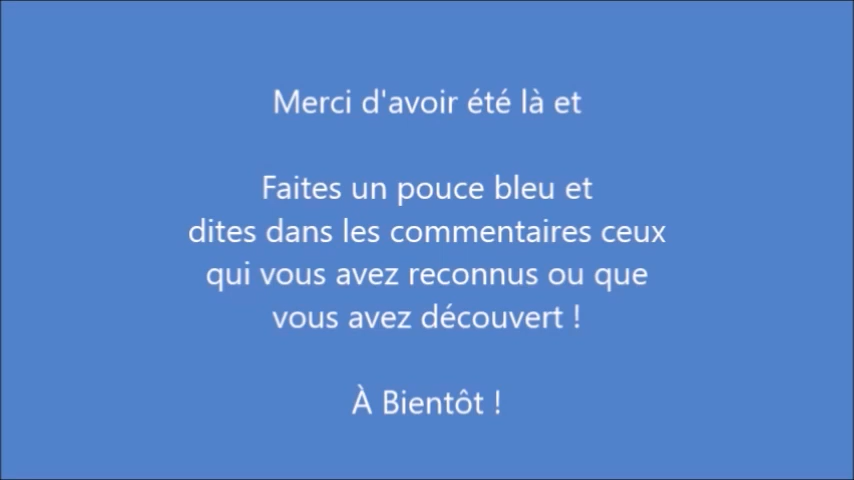 Merci d'avoir été là et
Faites un pouce bleu et
dites dans les commentaires ceux
qui vous avez reconnus ou que
vous avez découvert !
À Bientôt !